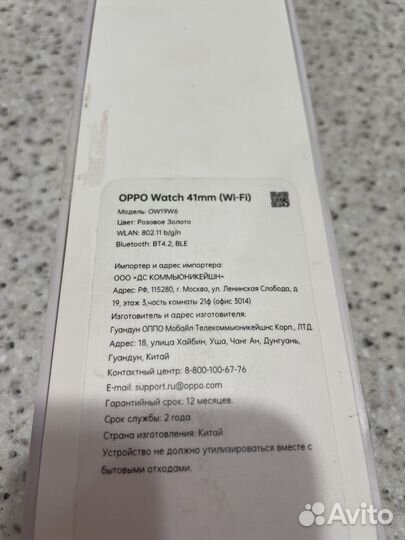 OPPO Watch 41mm (Wi-Fi)
Модель: OW19W6
Цвет: Розовое Золото
WLAN: 802.11 b/g/n
Bluetooth: BT4.2, BLE
Импортер и адрес импортера:
ООО «ДС КОММЬЮНИКЕЙШН»
Адрес: РФ, 115280, г. Москва, ул. Ленинская Слобода, д
19, этаж 3,часть комнаты 21ф (офис 3014)
Изготовитель и адрес изготовителя:
Гуандун ОППО Мобайл Телекоммьюникейшнс Корп., ЛТД.
Адрес: 18, улица Хайбин, Уша, Чанг Ан, Дунгуань,
Гуандун, Китай
Контактный центр: 8-800-100-67-76
E-mail: support.ru@oppo.com
Гарантийный срок: 12 месяцев.
Срок службы: 2 года
Страна изготовления: Китай
Устройство не должно утилизироваться вместе с
бытовыми отходами.
Avito